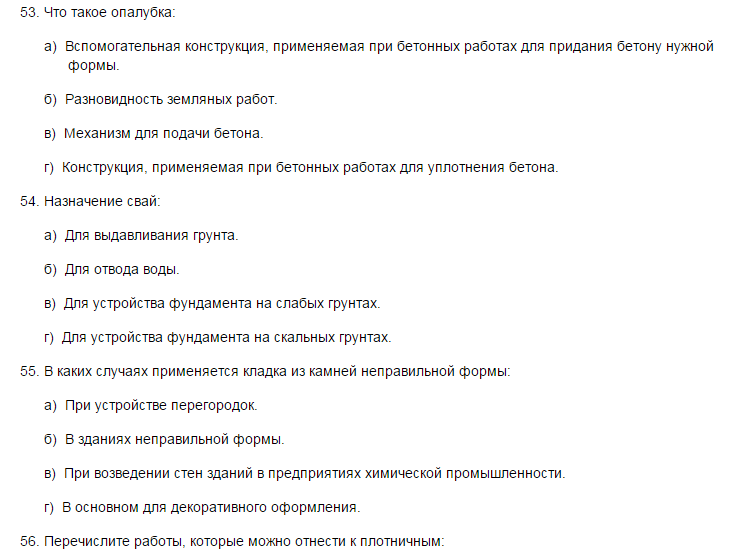 53. Что такое опалубка:
а) Вспомогательная конструкция, применяемая при бетонных работах для придания бетону нужной
формы.
б) Разновидность земляных работ.
в) Механизм для подачи бетона.
г) Конструкция, применяемая при бетонных работах для уплотнения бетона.
54. Назначение свай:
а) Для выдавливания грунта.
б) Для отвода воды.
в) Для устройства фундамента на слабых грунтах.
г) Для устройства фундамента на скальных грунтах.
55. В каких случаях применяется кладка из камней неправильной формы:
а) При устройстве перегородок.
б) В зданиях неправильной формы.
в) При возведении стен зданий в предприятиях химической промышленности.
г) В основном для декоративного оформления.
56. Перечислите работы, которые можно отнести к плотничным: